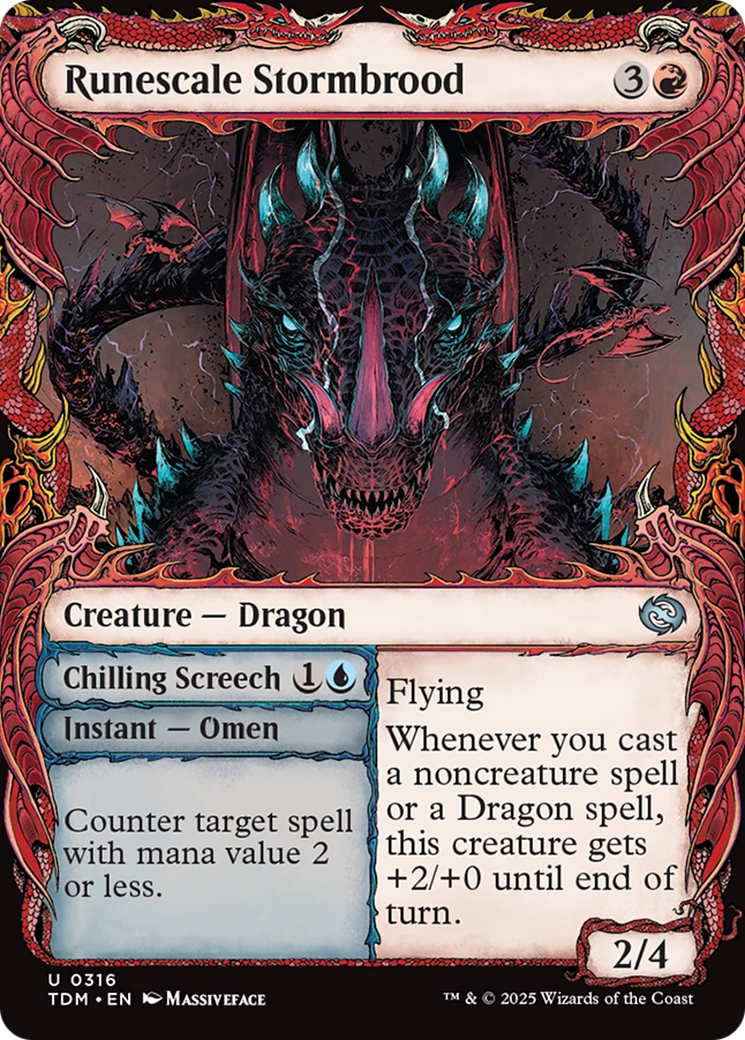 Runescale Stormbrood 3
Creature — Dragon
Chilling Screech 1
Instant — Omen
Counter target spell
with mana value 2
or less.
Flying
Whenever you cast
a noncreature spell
or a Dragon spell,
this creature gets
+2/+0 until end of
turn.
2/4
U 0316
TDM • EN Massiveface
™ & © 2025 Wizards of the Coast